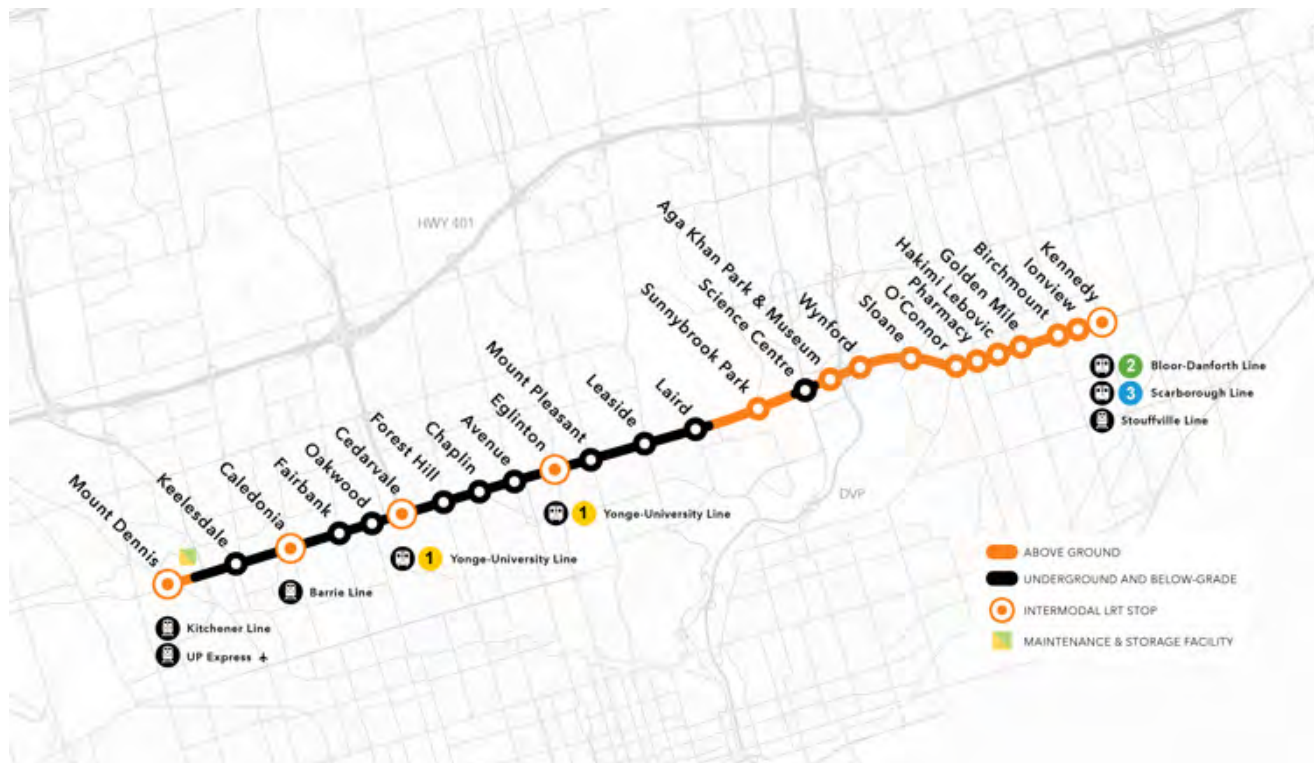 HWY 401
Mount Dennis
Keelesdale
Caledonia
Fairbank
Oakwood
Cedarvale
Forest Hill
Chaplin
Avenue
Eglinton
Mount Pleasant
Leaside
Laird
Sunnybrook Park
Science Centre
Aga Khan Park & Museum
Wynford
Sloane
O'Connor
Pharmacy
Hakimi Lebovic
Golden Mile
Birchmount
Ionview
Kennedy
2 Bloor-Danforth Line
3 Scarborough Line
Stouffville Line
DVP
1 Yonge-University Line
1 Yonge-University Line
Barrie Line
Kitchener Line
UP Express
ABOVE GROUND
UNDERGROUND AND BELOW-GRADE
INTERMODAL LRT STOP
MAINTENANCE & STORAGE FACILITY